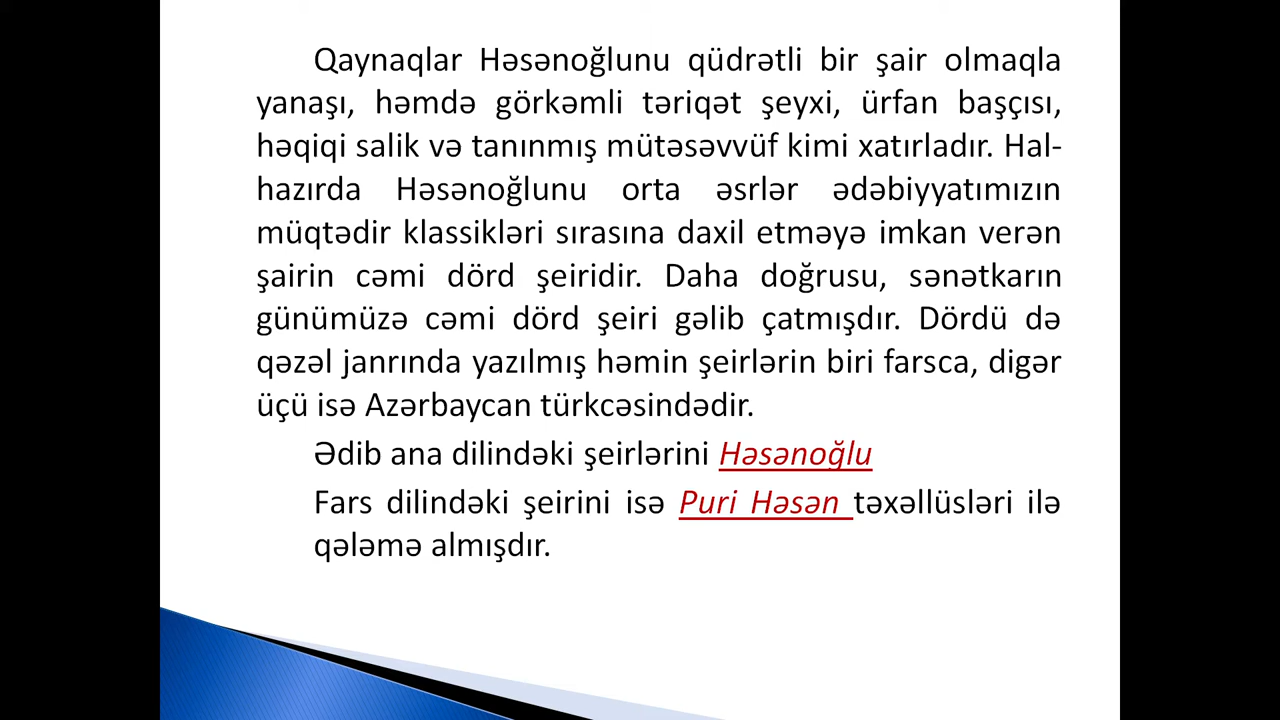 Qaynaqlar Həsənoğlunu qüdrətli bir şair olmaqla
yanaşı, həmdə görkəmli təriqət şeyxi, ürfan başçısı,
həqiqi salik və tanınmış mütəsəvvüf kimi xatırladır. Hal-
hazırda Həsənoğlunu orta əsrlər ədəbiyyatımızın
müqtədir klassikləri sırasına daxil etməyə imkan verən
şairin cəmi dörd şeiridir. Daha doğrusu, sənətkarın
günümüzə cəmi dörd şeiri gəlib çatmışdır. Dördü də
qəzəl janrında yazılmış həmin şeirlərin biri farsca, digər
üçü isə Azərbaycan türkcəsindədir.
Ədib ana dilindəki şeirlərini Həsənoğlu
Fars dilindəki şeirini isə Puri Həsən təxəllüsləri ilə
qələmə almışdır.